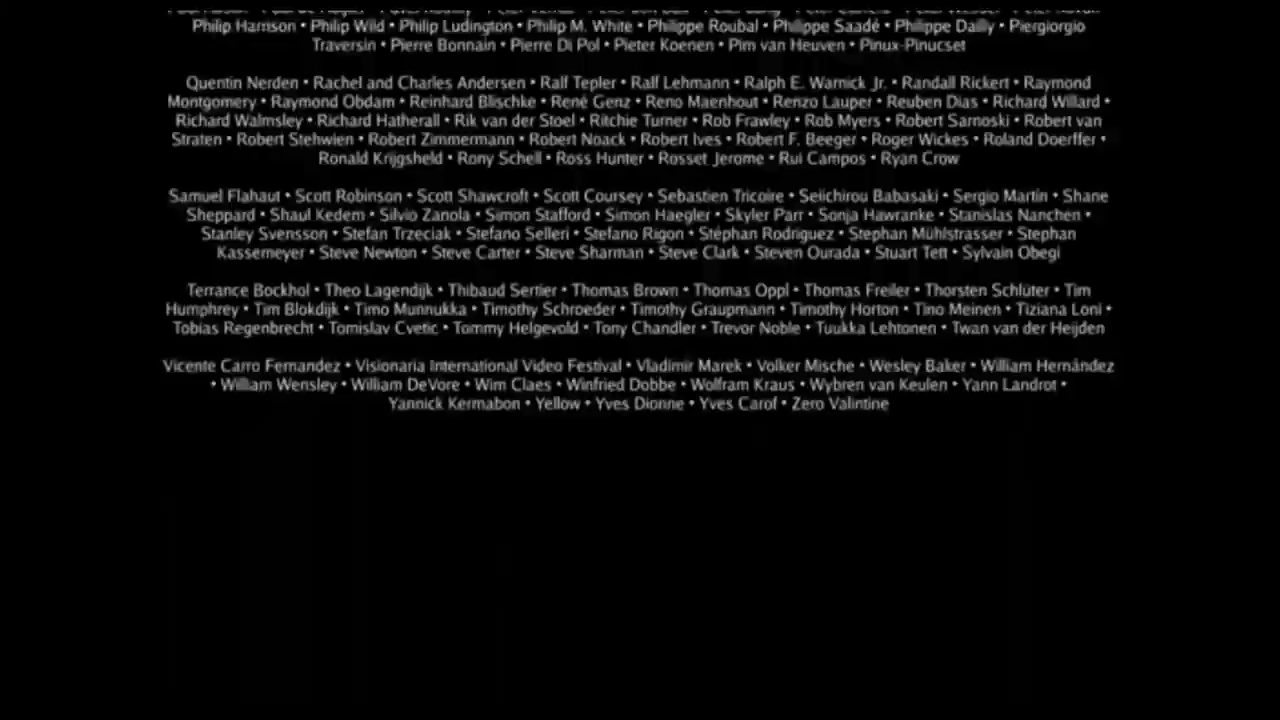 Philip Harrison • Philip Wild • Philip Ludington • Philip M. White • Philippe Roubal • Philippe Saadé • Philippe Dailly • Piergiorgio
Traversin • Pierre Bonnain • Pierre Di Pol • Pieter Koenen • Pim van Heuven • Pinux-Pinucset
Quentin Nerden • Rachel and Charles Andersen • Ralf Tepler • Ralf Lehmann • Ralph E. Warnick Jr. • Randall Rickert • Raymond
Montgomery • Raymond Obdam • Reinhard Blischke • René Genz • Reno Maenhout • Renzo Lauper • Reuben Dias • Richard Willard •
Richard Walmsley • Richard Hatherall • Rik van der Stoel • Ritchie Turner • Rob Frawley • Rob Myers • Robert Sarnoski • Robert van
Straten • Robert Stehwien • Robert Zimmermann • Robert Noack • Robert Ives • Robert F. Beeger • Roger Wickes • Roland Doerffer •
Ronald Krijgsheld • Rony Schell • Ross Hunter • Rosset Jerome • Rui Campos • Ryan Crow
Samuel Flahaut • Scott Robinson • Scott Shawcroft • Scott Coursey • Sebastien Tricoire • Seiichirou Babasaki • Sergio Martín • Shane
Sheppard • Shaul Kedem • Silvio Zanola • Simon Stafford • Simon Haegler • Skyler Parr • Sonja Hawranke • Stanislas Nanchen •
Stanley Svensson • Stefan Trzeciak • Stefano Selleri • Stefano Rigon • Stéphan Rodriguez • Stephan Mühlstrasser • Stephan
Kassemeyer • Steve Newton • Steve Carter • Steve Sharman • Steve Clark • Steven Ourada • Stuart Tett • Sylvain Obegi
Terrance Bockhol • Theo Lagendijk • Thibaud Sertier • Thomas Brown • Thomas Oppl • Thomas Freiler • Thorsten Schlüter • Tim
Humphrey • Tim Blokdijk • Timo Munnukka • Timothy Schroeder • Timothy Graupmann • Timothy Horton • Tino Meinen • Tiziana Loni •
Tobias Regenbrecht • Tomislav Cvetic • Tommy Helgevold • Tony Chandler • Trevor Noble • Tuukka Lehtonen • Twan van der Heijden
Vicente Carro Fernandez • Visionaria International Video Festival • Vladimir Marek • Volker Mische • Wesley Baker • William Hernández
• William Wensley • William DeVore • Wim Claes • Winfried Dobbe • Wolfram Kraus • Wybren van Keulen • Yann Landrot •
Yannick Kermabon • Yellow • Yves Dionne • Yves Carof • Zero Valintine